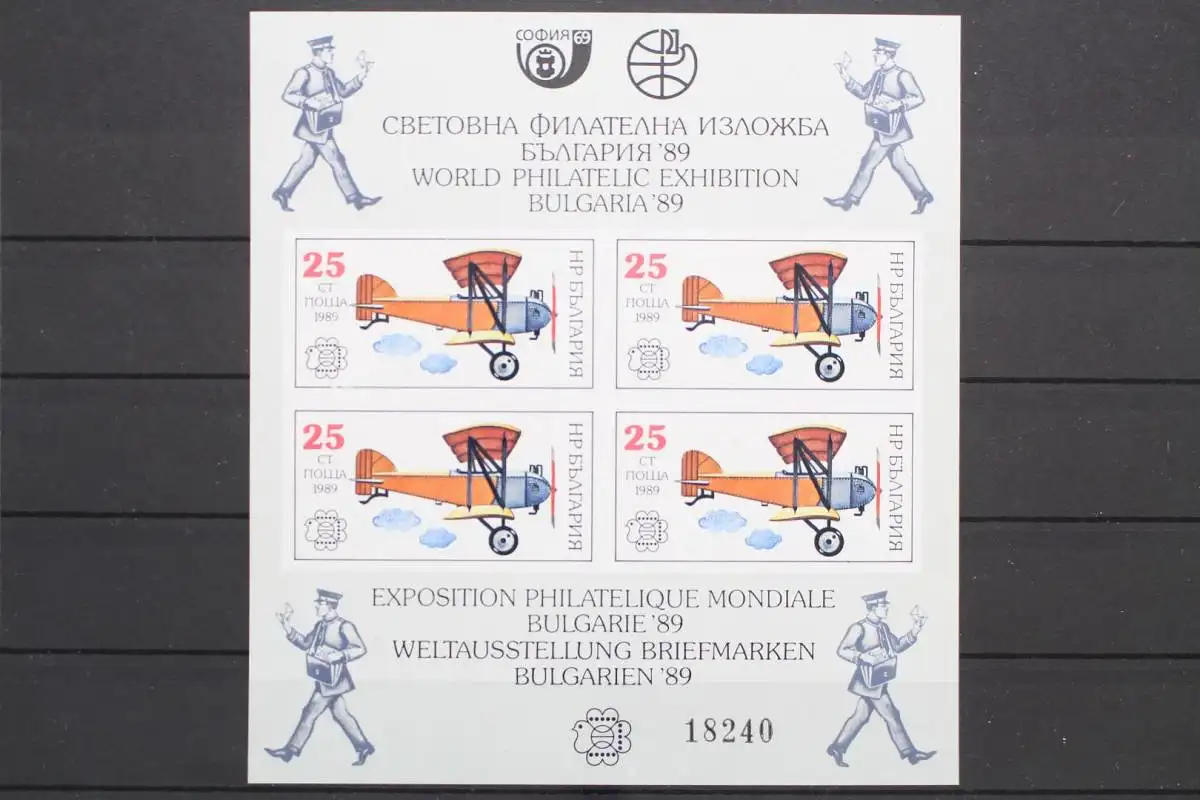 СОФИЯ 69
СВЕТОВНА ФИЛАТЕЛНА ИЗЛОЖБА
БЪЛГАРИЯ '89
WORLD PHILATELIC EXHIBITION
BULGARIA '89
25
СТ
ПОЩА
1989
НР БЪЛГАРИЯ
25
СТ
ПОЩА
1989
НР БЪЛГАРИЯ
25
СТ
ПОЩА
1989
НР БЪЛГАРИЯ
25
СТ
ПОЩА
1989
НР БЪЛГАРИЯ
EXPOSITION PHILATELIQUE MONDIALE
BULGARIE '89
WELTAUSSTELLUNG BRIEFMARKEN
BULGARIEN '89
18240